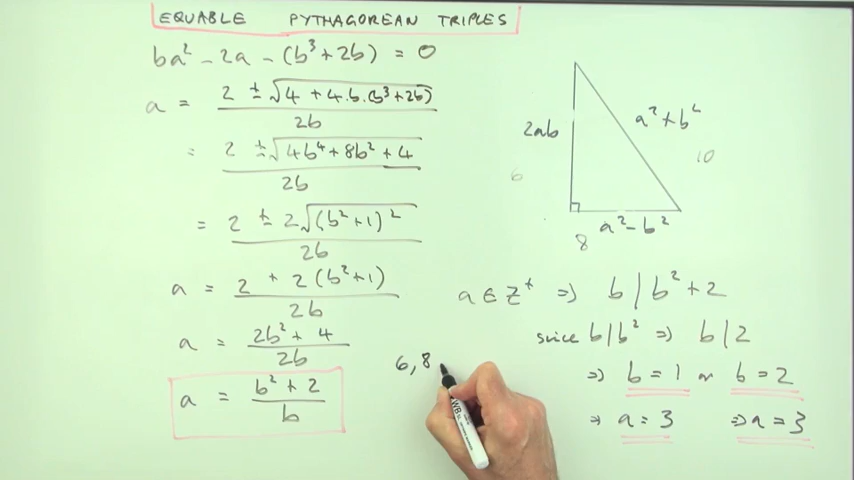 EQUABLE PYTHAGOREAN TRIPLES
ba² - 2a - (b³ + 2b) = 0
a = (2 ± √(4 + 4.b.(b³+2b))) / 2b
= (2 ± √(4b⁴ + 8b² + 4)) / 2b
= (2 ± 2√((b² + 1)²)) / 2b
a = (2 + 2(b²+1)) / 2b
a = (2b² + 4) / 2b
a = (b² + 2) / b
2ab
a² + b²
6
10
a² - b²
8
a ∈ Z⁺ ⇒ b | b² + 2
since b | b² ⇒ b | 2
⇒ b = 1 or b = 2
⇒ a = 3 ⇒ a = 3
6, 8
WB